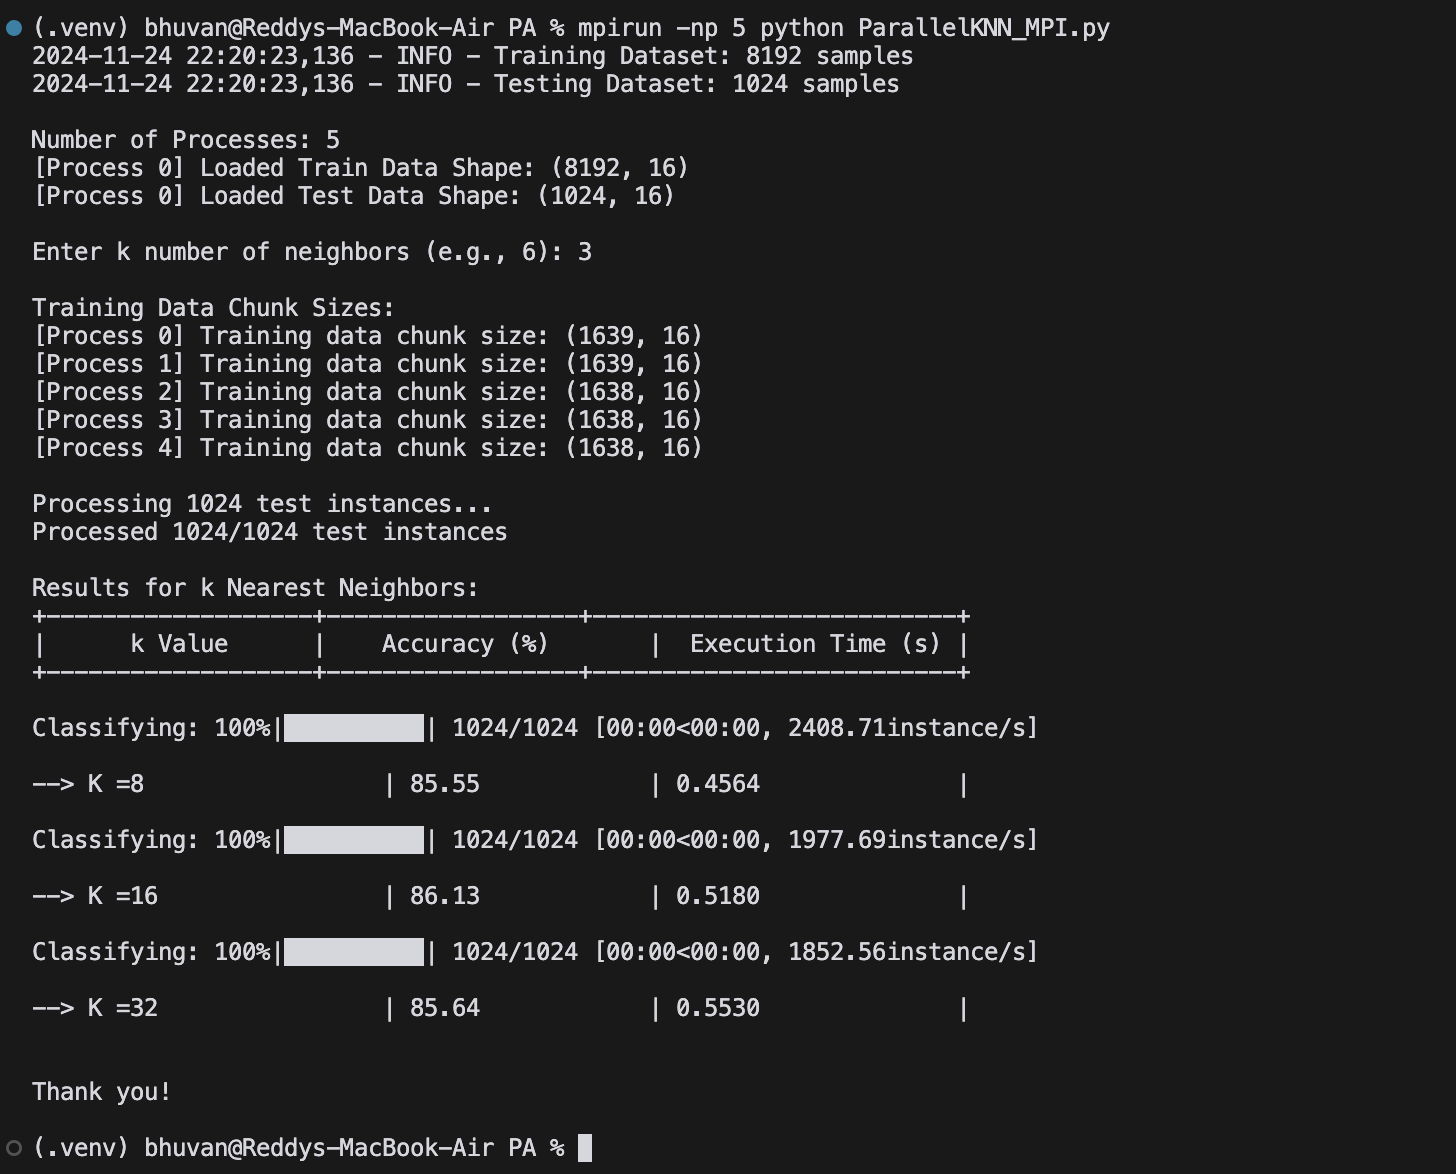 (.venv) bhuvan@Reddys-MacBook-Air PA % mpirun -np 5 python ParallelKNN_MPI.py
2024-11-24 22:20:23,136 - INFO - Training Dataset: 8192 samples
2024-11-24 22:20:23,136 - INFO - Testing Dataset: 1024 samples
Number of Processes: 5
[Process 0] Loaded Train Data Shape: (8192, 16)
[Process 0] Loaded Test Data Shape: (1024, 16)
Enter k number of neighbors (e.g., 6): 3
Training Data Chunk Sizes:
[Process 0] Training data chunk size: (1639, 16)
[Process 1] Training data chunk size: (1639, 16)
[Process 2] Training data chunk size: (1638, 16)
[Process 3] Training data chunk size: (1638, 16)
[Process 4] Training data chunk size: (1638, 16)
Processing 1024 test instances...
Processed 1024/1024 test instances
Results for k Nearest Neighbors:
+-------------------+------------------+--------------------------+
|      k Value      |    Accuracy (%)       |  Execution Time (s) |
+-------------------+------------------+--------------------------+
Classifying: 100%|██████████| 1024/1024 [00:00<00:00, 2408.71instance/s]
--> K =8                 | 85.55            | 0.4564              |
Classifying: 100%|██████████| 1024/1024 [00:00<00:00, 1977.69instance/s]
--> K =16                | 86.13            | 0.5180              |
Classifying: 100%|██████████| 1024/1024 [00:00<00:00, 1852.56instance/s]
--> K =32                | 85.64            | 0.5530              |
Thank you!
(.venv) bhuvan@Reddys-MacBook-Air PA %